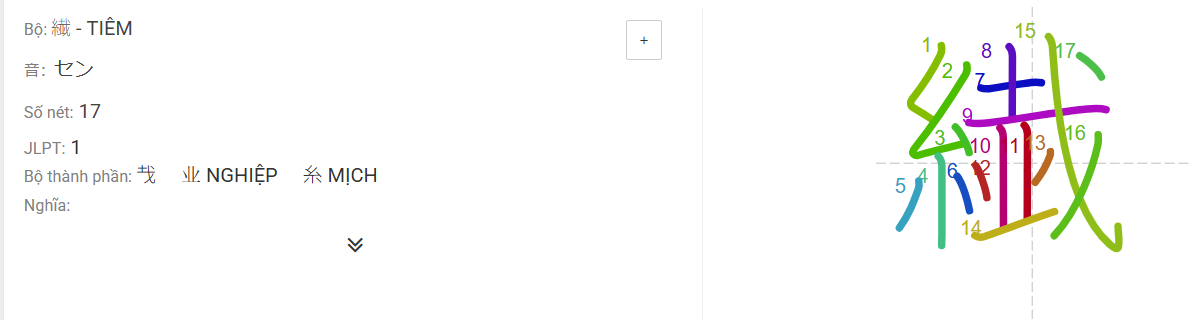 Bộ: 繊 - TIÊM
+
音: セン
Số nét: 17
JLPT: 1
Bộ thành phần: 𢦏 业 NGHIỆP 糸 MỊCH
Nghĩa:
1 2 3 4 5 6 7 8 9 10 11 12 13 14 15 16 17